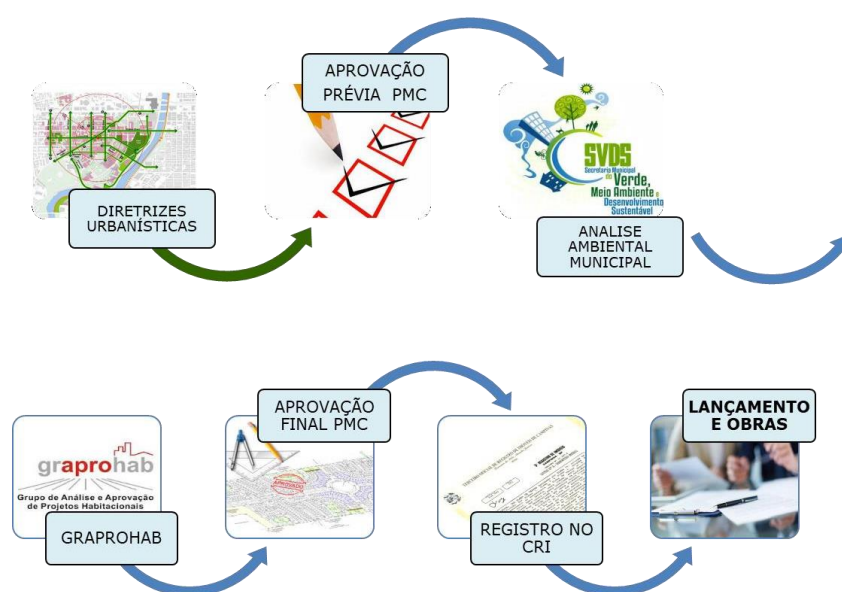 APROVAÇÃO
PRÉVIA PMC
DIRETRIZES
URBANÍSTICAS
SVDS
Secretaria Municipal
do Verde,
Meio Ambiente e
Desenvolvimento
Sustentável
ANALISE
AMBIENTAL
MUNICIPAL
graprohab
Grupo de Análise e Aprovação
de Projetos Habitacionais
GRAPROHAB
APROVAÇÃO
FINAL PMC
APROVADO
REGISTRO NO
CRI
LANÇAMENTO
E OBRAS